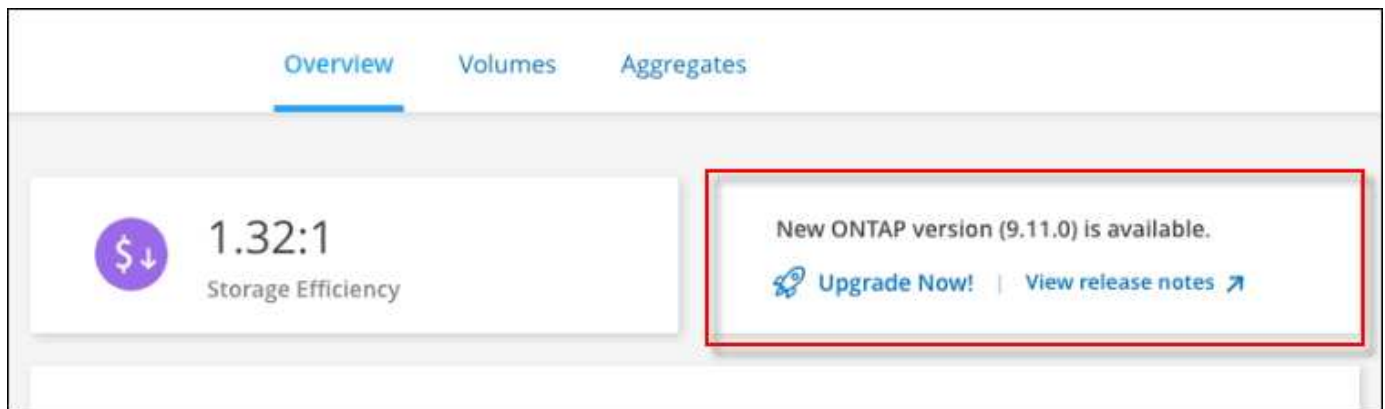 Overview Volumes Aggregates
1.32:1
Storage Efficiency
New ONTAP version (9.11.0) is available.
Upgrade Now! | View release notes